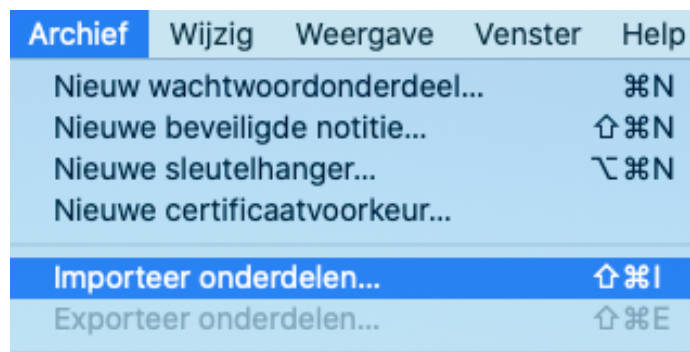 Archief Wijzig Weergave Venster Help
Nieuw wachtwoordonderdeel... ⌘N
Nieuwe beveiligde notitie... ⇧⌘N
Nieuwe sleutelhanger... ⌥⌘N
Nieuwe certificaatvoorkeur...
Importeer onderdelen... ⇧⌘I
Exporteer onderdelen... ⇧⌘E